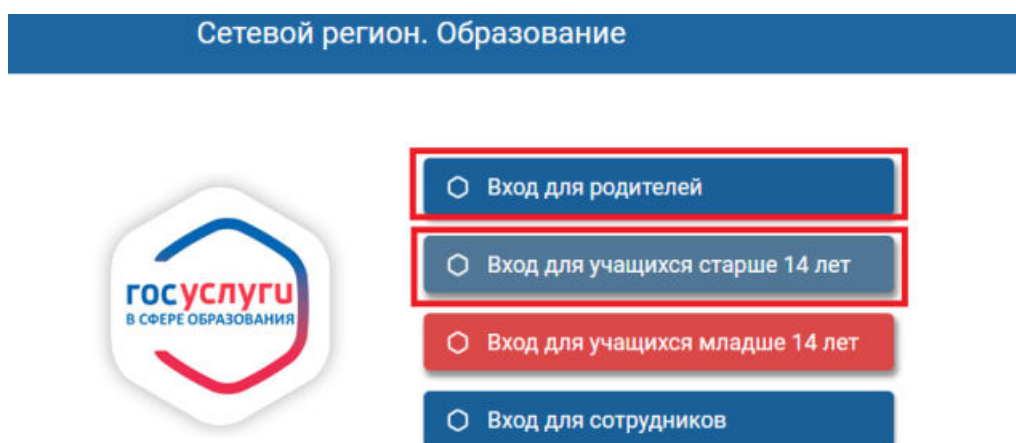 Сетевой регион. Образование
Вход для родителей
Вход для учащихся старше 14 лет
госуслуги
В СФЕРЕ ОБРАЗОВАНИЯ
Вход для учащихся младше 14 лет
Вход для сотрудников